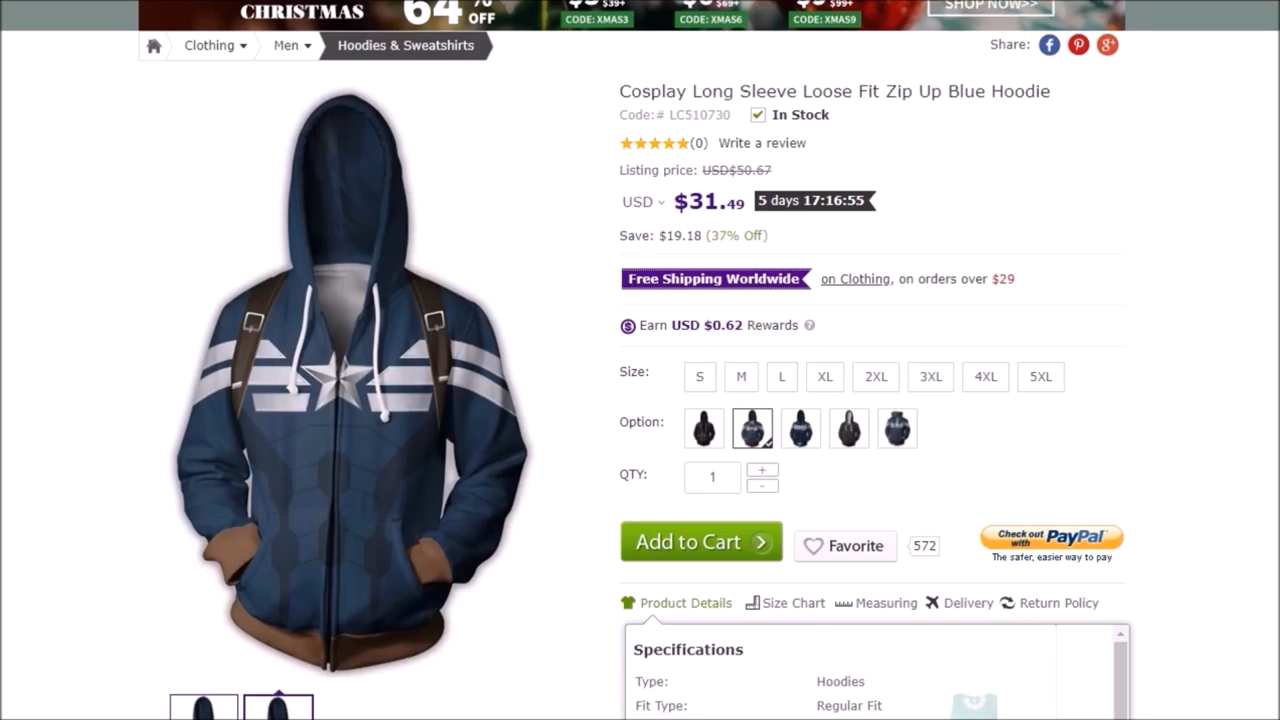 CHRISTMAS 64% OFF $39+ $69+ $99+ SHOP NOW>>
CODE: XMAS3 CODE: XMAS6 CODE: XMAS9
Clothing Men Hoodies & Sweatshirts Share:
Cosplay Long Sleeve Loose Fit Zip Up Blue Hoodie
Code:# LC510730 In Stock
(0) Write a review
Listing price: USD$50.67
USD $31.49 5 days 17:16:55
Save: $19.18 (37% Off)
Free Shipping Worldwide on Clothing, on orders over $29
Earn USD $0.62 Rewards ?
Size: S M L XL 2XL 3XL 4XL 5XL
Option:
QTY: 1 + -
Add to Cart Favorite 572 Check out with PayPal
The safer, easier way to pay
Product Details Size Chart Measuring Delivery Return Policy
Specifications
Type: Hoodies
Fit Type: Regular Fit